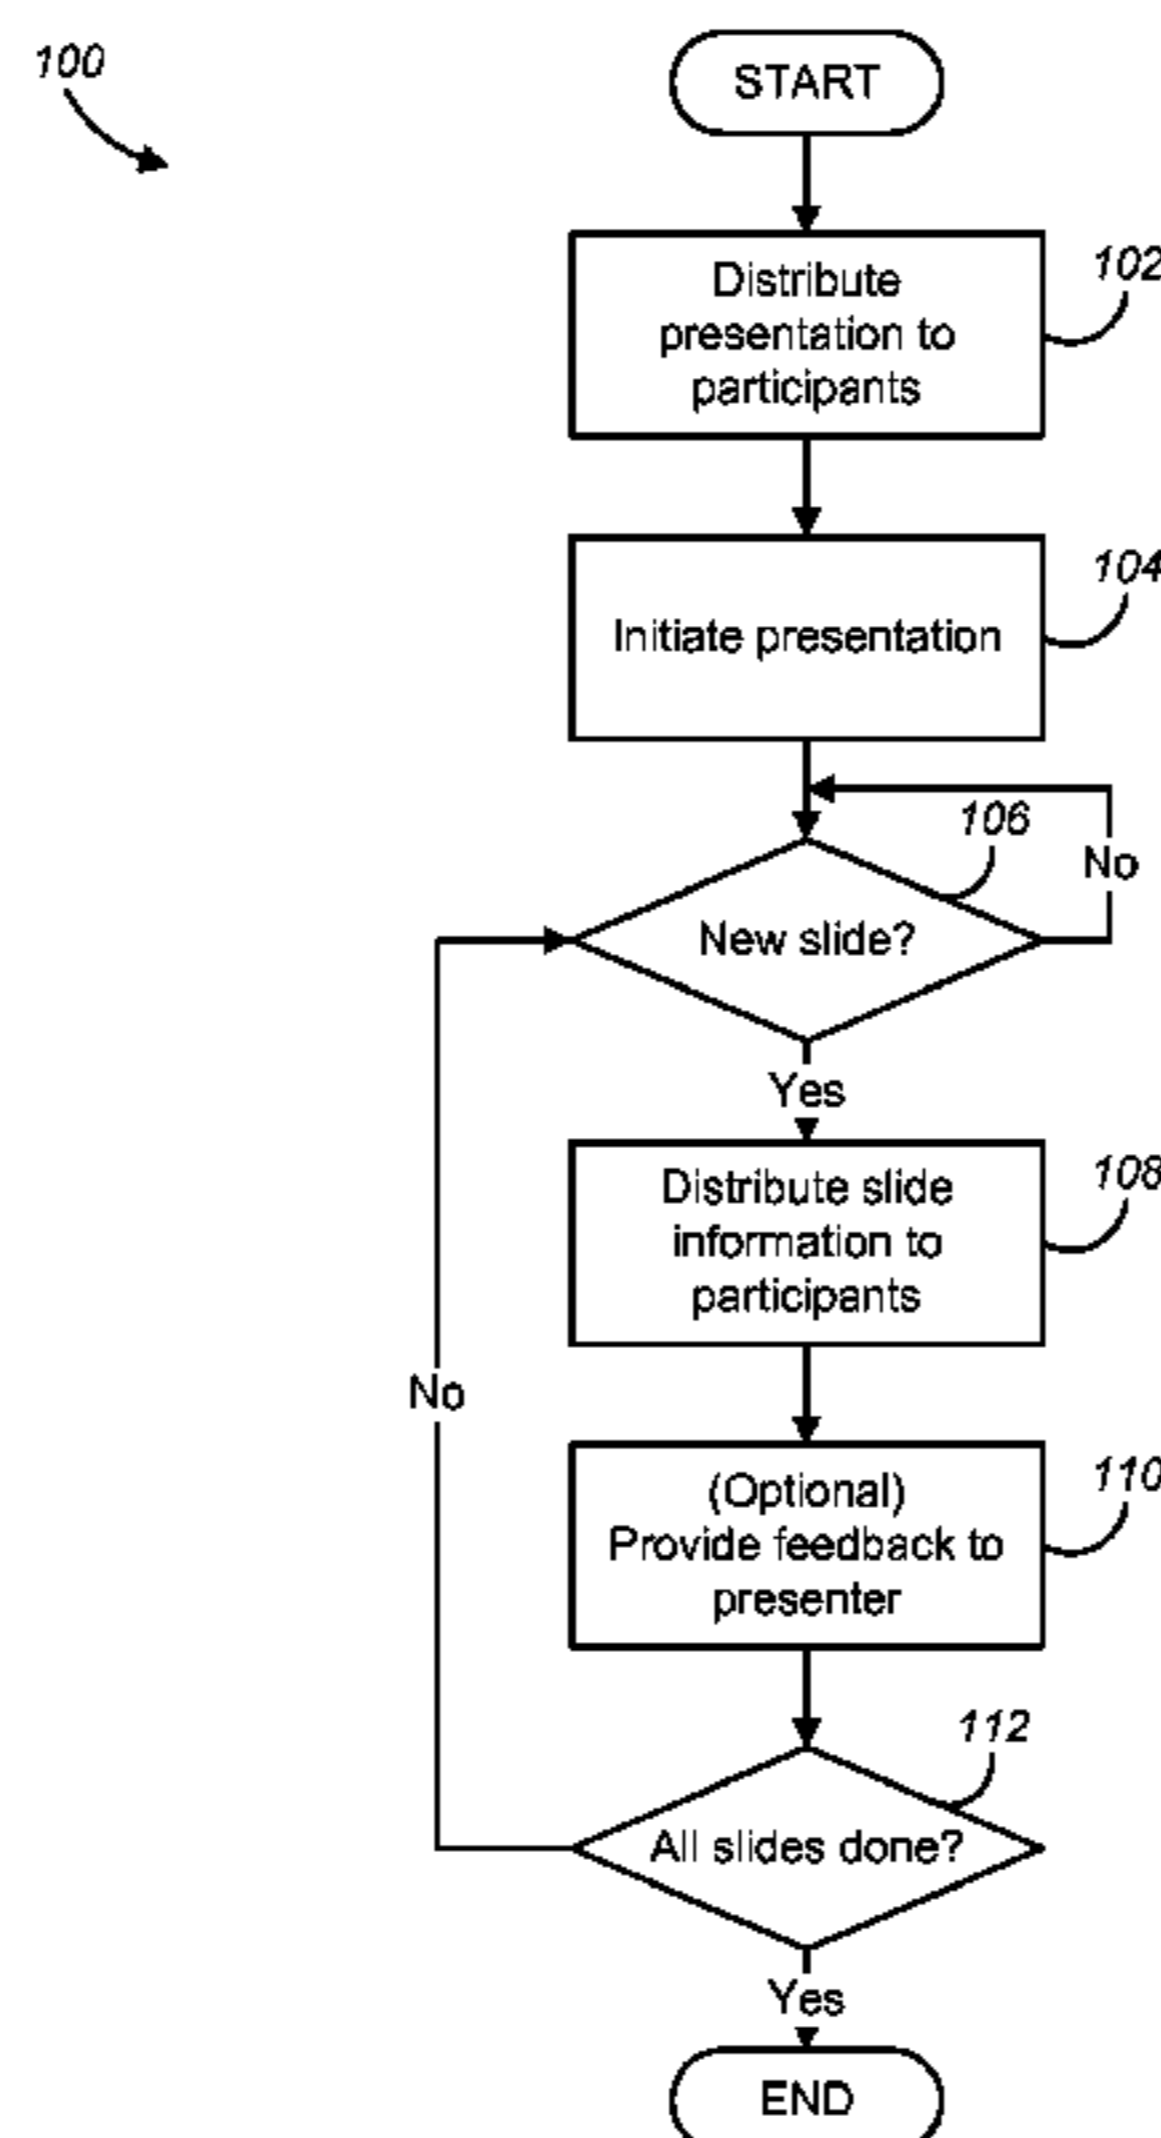 100
START
Distribute
presentation to
participants
102
Initiate presentation
104
106
No
New slide?
Yes
Distribute slide
information to
participants
108
No
(Optional)
Provide feedback to
presenter
110
112
All slides done?
Yes
END